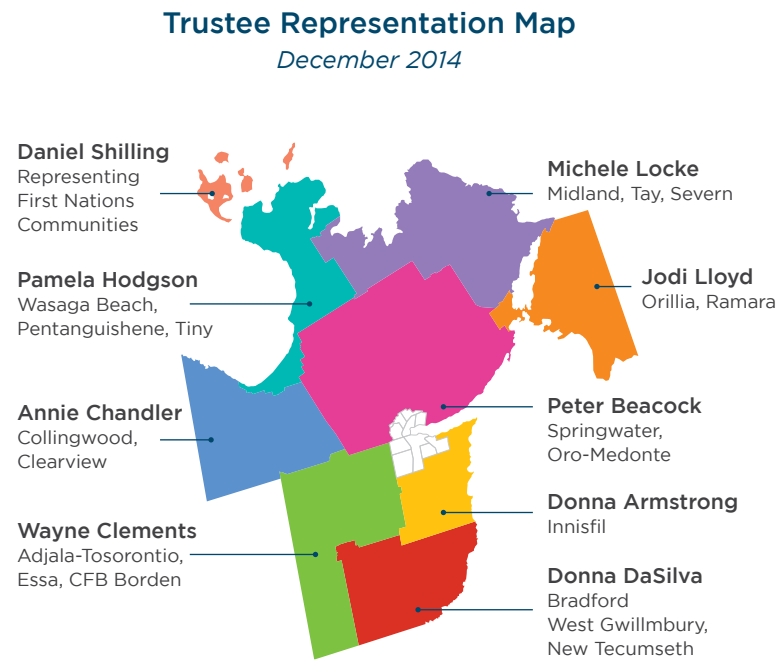 Trustee Representation Map
December 2014
Daniel Shilling
Representing
First Nations
Communities
Pamela Hodgson
Wasaga Beach,
Pentanguishene, Tiny
Annie Chandler
Collingwood,
Clearview
Wayne Clements
Adjala-Tosorontio,
Essa, CFB Borden
Michele Locke
Midland, Tay, Severn
Jodi Lloyd
Orillia, Ramara
Peter Beacock
Springwater,
Oro-Medonte
Donna Armstrong
Innisfil
Donna DaSilva
Bradford
West Gwillmbury,
New Tecumseth